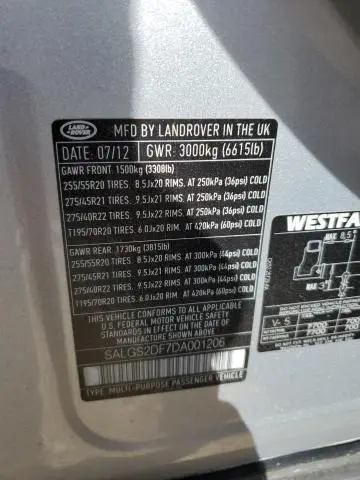 LAND ROVER
MFD BY LANDROVER IN THE UK
DATE: 07/12 GWR: 3000kg (6615lb)
GAWR FRONT: 1500kg (3308lb)
255/55R20 TIRES. 8.5Jx20 RIMS. AT 250kPa (36psi) COLD
275/45R21 TIRES. 9.5Jx21 RIMS. AT 250kPa (36psi) COLD
275/40R22 TIRES. 9.5Jx22 RIMS. AT 250kPa (36psi) COLD
T195/70R20 TIRES. 6.0Jx20 RIMS. AT 420kPa (60psi) COLD
GAWR REAR: 1730kg (3815lb)
255/55R20 TIRES. 8.5Jx20 RIMS. AT 300kPa (44psi) COLD
275/45R21 TIRES. 9.5Jx21 RIMS. AT 300kPa (44psi) COLD
275/40R22 TIRES. 9.5Jx22 RIMS. AT 300kPa (44psi) COLD
T195/70R20 TIRES. 6.0Jx20 RIMS. AT 420kPa (60psi) COLD
THIS VEHICLE CONFORMS TO ALL APPLICABLE
U.S. FEDERAL MOTOR VEHICLE SAFETY
STANDARDS IN EFFECT ON THE DATE OF
MANUFACTURE SHOWN ABOVE.
SALGS2DF7DA001206
TYPE: MULTI-PURPOSE PASSENGER VEHICLE
WESTFA
MAX